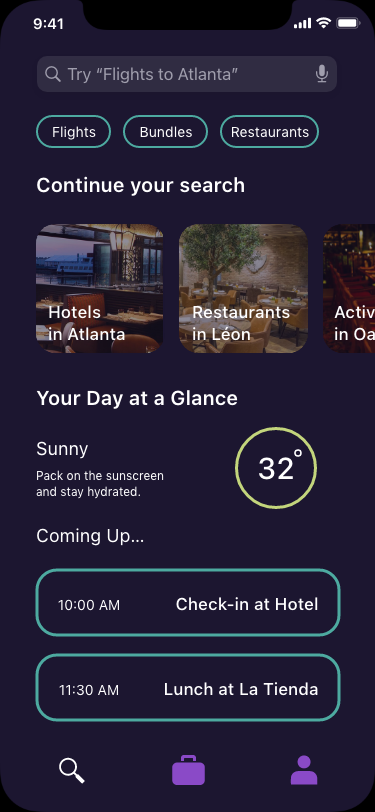 9:41
Try “Flights to Atlanta”
Flights
Bundles
Restaurants
Continue your search
Hotels
in Atlanta
Restaurants
in Léon
Activ
in Oa
Your Day at a Glance
Sunny
Pack on the sunscreen
and stay hydrated.
32°
Coming Up...
10:00 AM Check-in at Hotel
11:30 AM Lunch at La Tienda